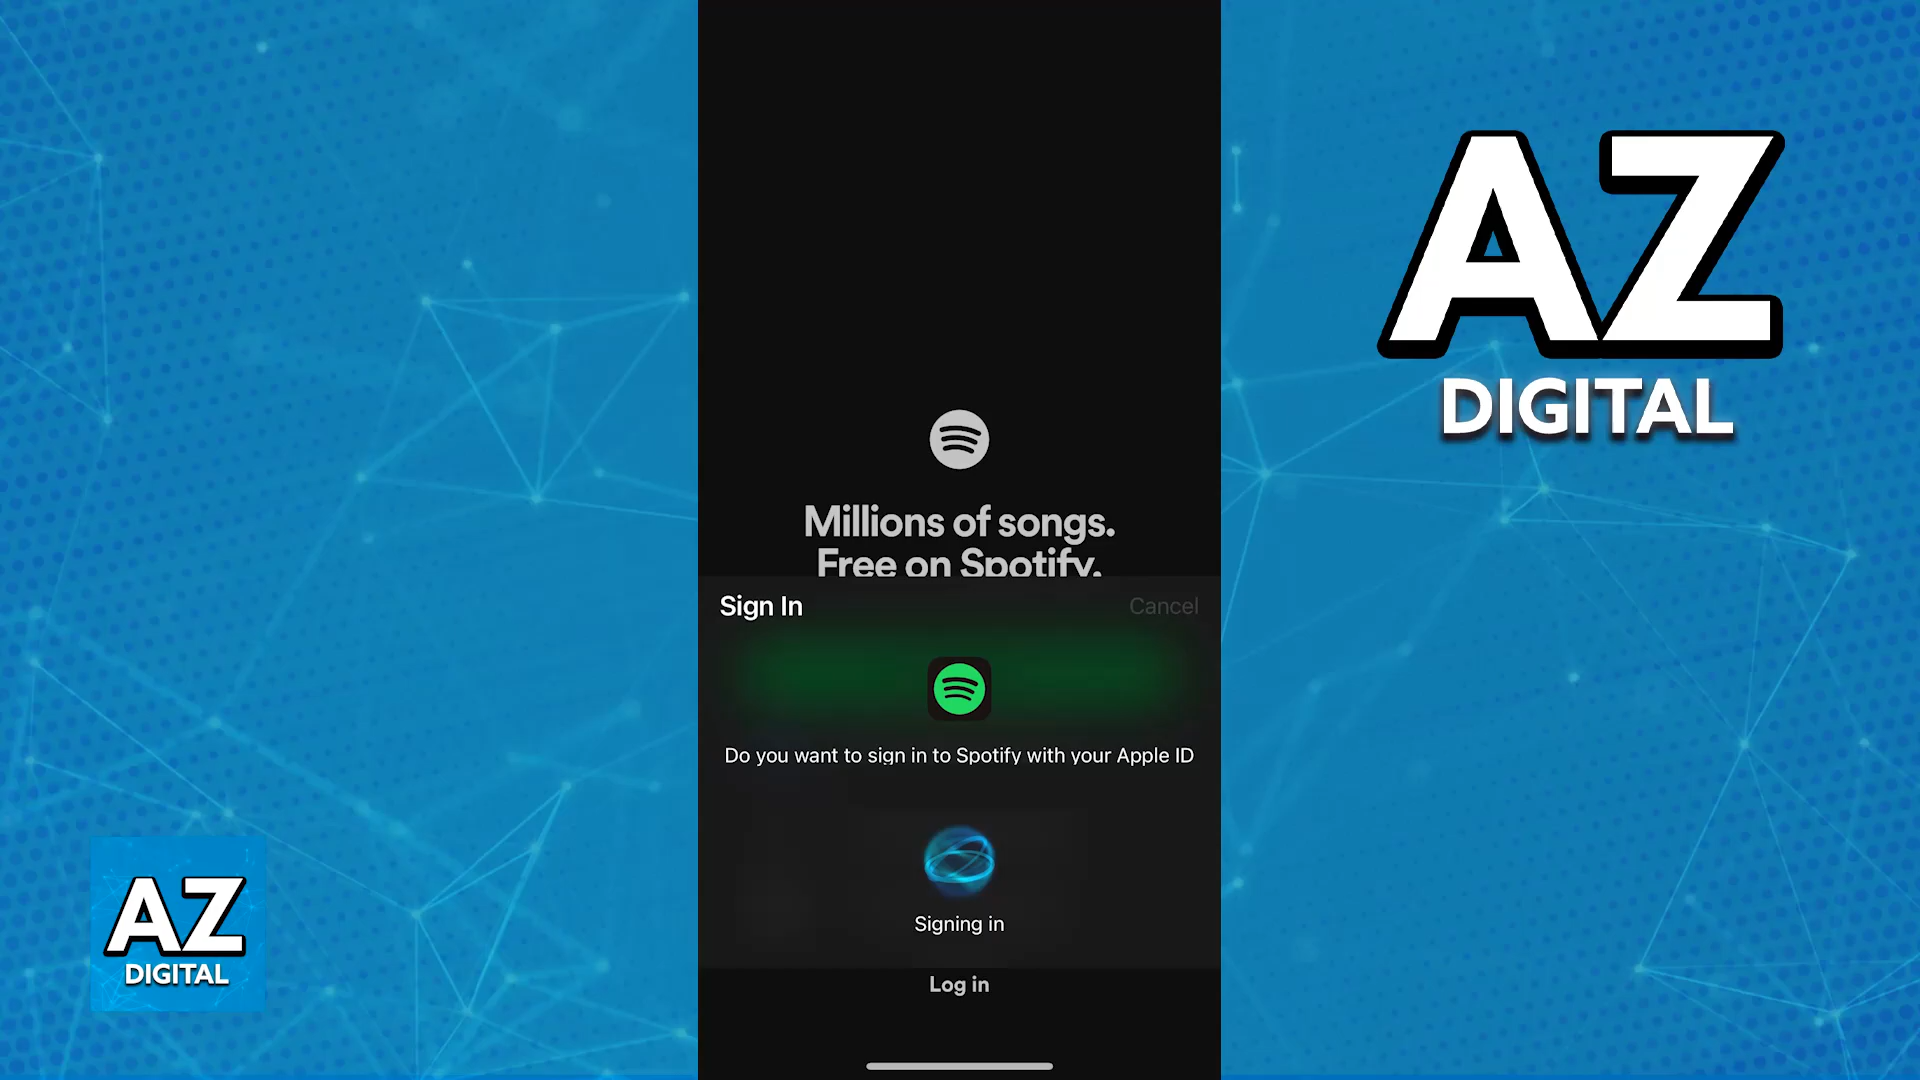 AZ
DIGITAL
Millions of songs.
Free on Spotify.
Sign In
Cancel
Do you want to sign in to Spotify with your Apple ID
Signing in
Log in
AZ
DIGITAL